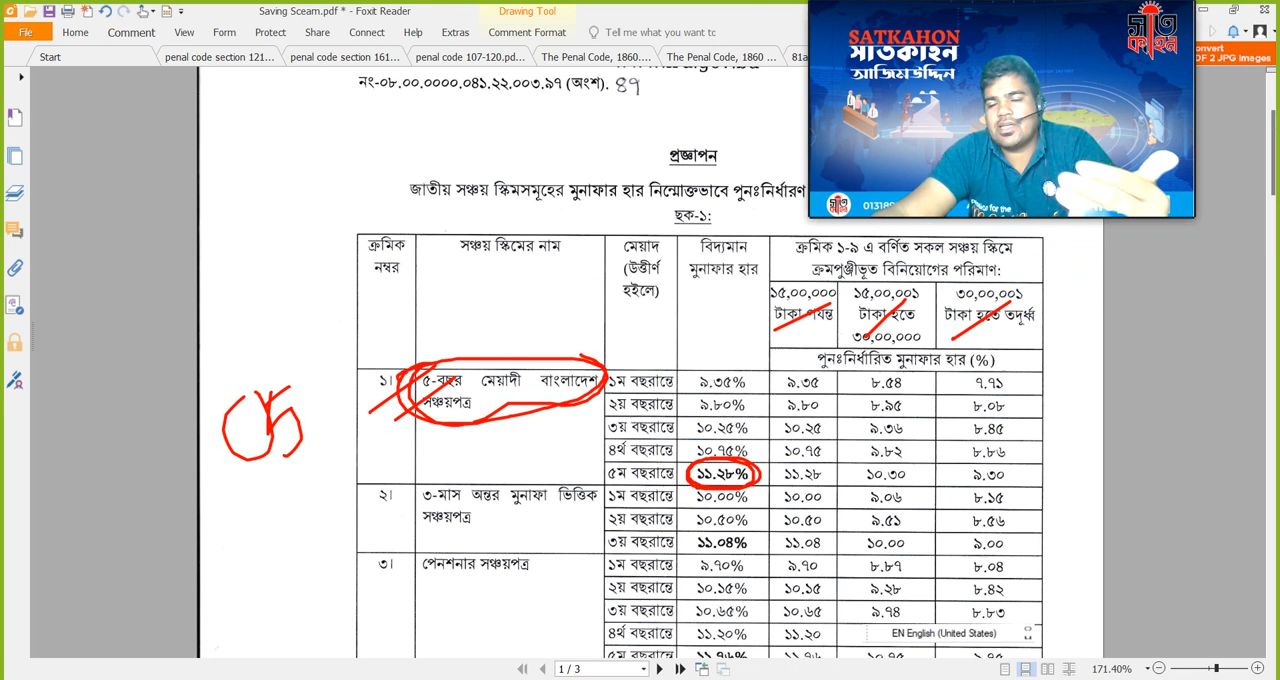 Saving Sceam.pdf * - Foxit Reader
Drawing Tool
File Home Comment View Form Protect Share Connect Help Extras Comment Format Tell me what you want to
Start penal code section 121... penal code section 161... penal code 107-120.pd... The Penal Code, 1860. ... The Penal Code, 1860 ... 81a
Convert
PDF 2 JPG Images
SATKAHON
সাতকাহন
আজিমউদ্দিন
সাত
কাহন
01318
নং-০৮.০০.০০০০.০৪১.২২.০০৩.৯৭ (অংশ). 89
প্রজ্ঞাপন
জাতীয় সঞ্চয় স্কিমসমূহের মুনাফার হার নিম্নোক্তভাবে পুনঃনির্ধারণ
ছক-১:
ক্রমিক নম্বর সঞ্চয় স্কিমের নাম মেয়াদ (উত্তীর্ণ হইলে) বিদ্যমান মুনাফার হার ক্রমিক ১-৯ এ বর্ণিত সকল সঞ্চয় স্কিমে ক্রমপুঞ্জীভূত বিনিয়োগের পরিমাণ:
১৫,০০,০০০ টাকা পর্যন্ত ১৫,০০,০০১ টাকা হতে ৩০,০০,০০০ ৩০,০০,০০১ টাকা হতে তদূর্ধ্ব
পুনঃনির্ধারিত মুনাফার হার (%)
১। ৫-বছর মেয়াদী বাংলাদেশ সঞ্চয়পত্র ১ম বছরান্তে ৯.৩৫% ৯.৩৫ ৮.৫৪ ৭.৭১
২য় বছরান্তে ৯.৮০% ৯.৮০ ৮.৯৫ ৮.০৮
৩য় বছরান্তে ১০.২৫% ১০.২৫ ৯.৩৬ ৮.৪৫
৪র্থ বছরান্তে ১০.৭৫% ১০.৭৫ ৯.৮২ ৮.৮৬
৫ম বছরান্তে ১১.২৮% ১১.২৮ ১০.৩০ ৯.৩০
২। ৩-মাস অন্তর মুনাফা ভিত্তিক সঞ্চয়পত্র ১ম বছরান্তে ১০.০০% ১০.০০ ৯.০৬ ৮.১৫
২য় বছরান্তে ১০.৫০% ১০.৫০ ৯.৫১ ৮.৫৬
৩য় বছরান্তে ১১.০৪% ১১.০৪ ১০.০০ ৯.০০
৩। পেনশনার সঞ্চয়পত্র ১ম বছরান্তে ৯.৭০% ৯.৭০ ৮.৮৭ ৮.০৪
২য় বছরান্তে ১০.১৫% ১০.১৫ ৯.২৮ ৮.৪২
৩য় বছরান্তে ১০.৬৫% ১০.৬৫ ৯.৭৪ ৮.৮৩
৪র্থ বছরান্তে ১১.২০% ১১.২০
EN English (United States)
1 / 3
171.40%